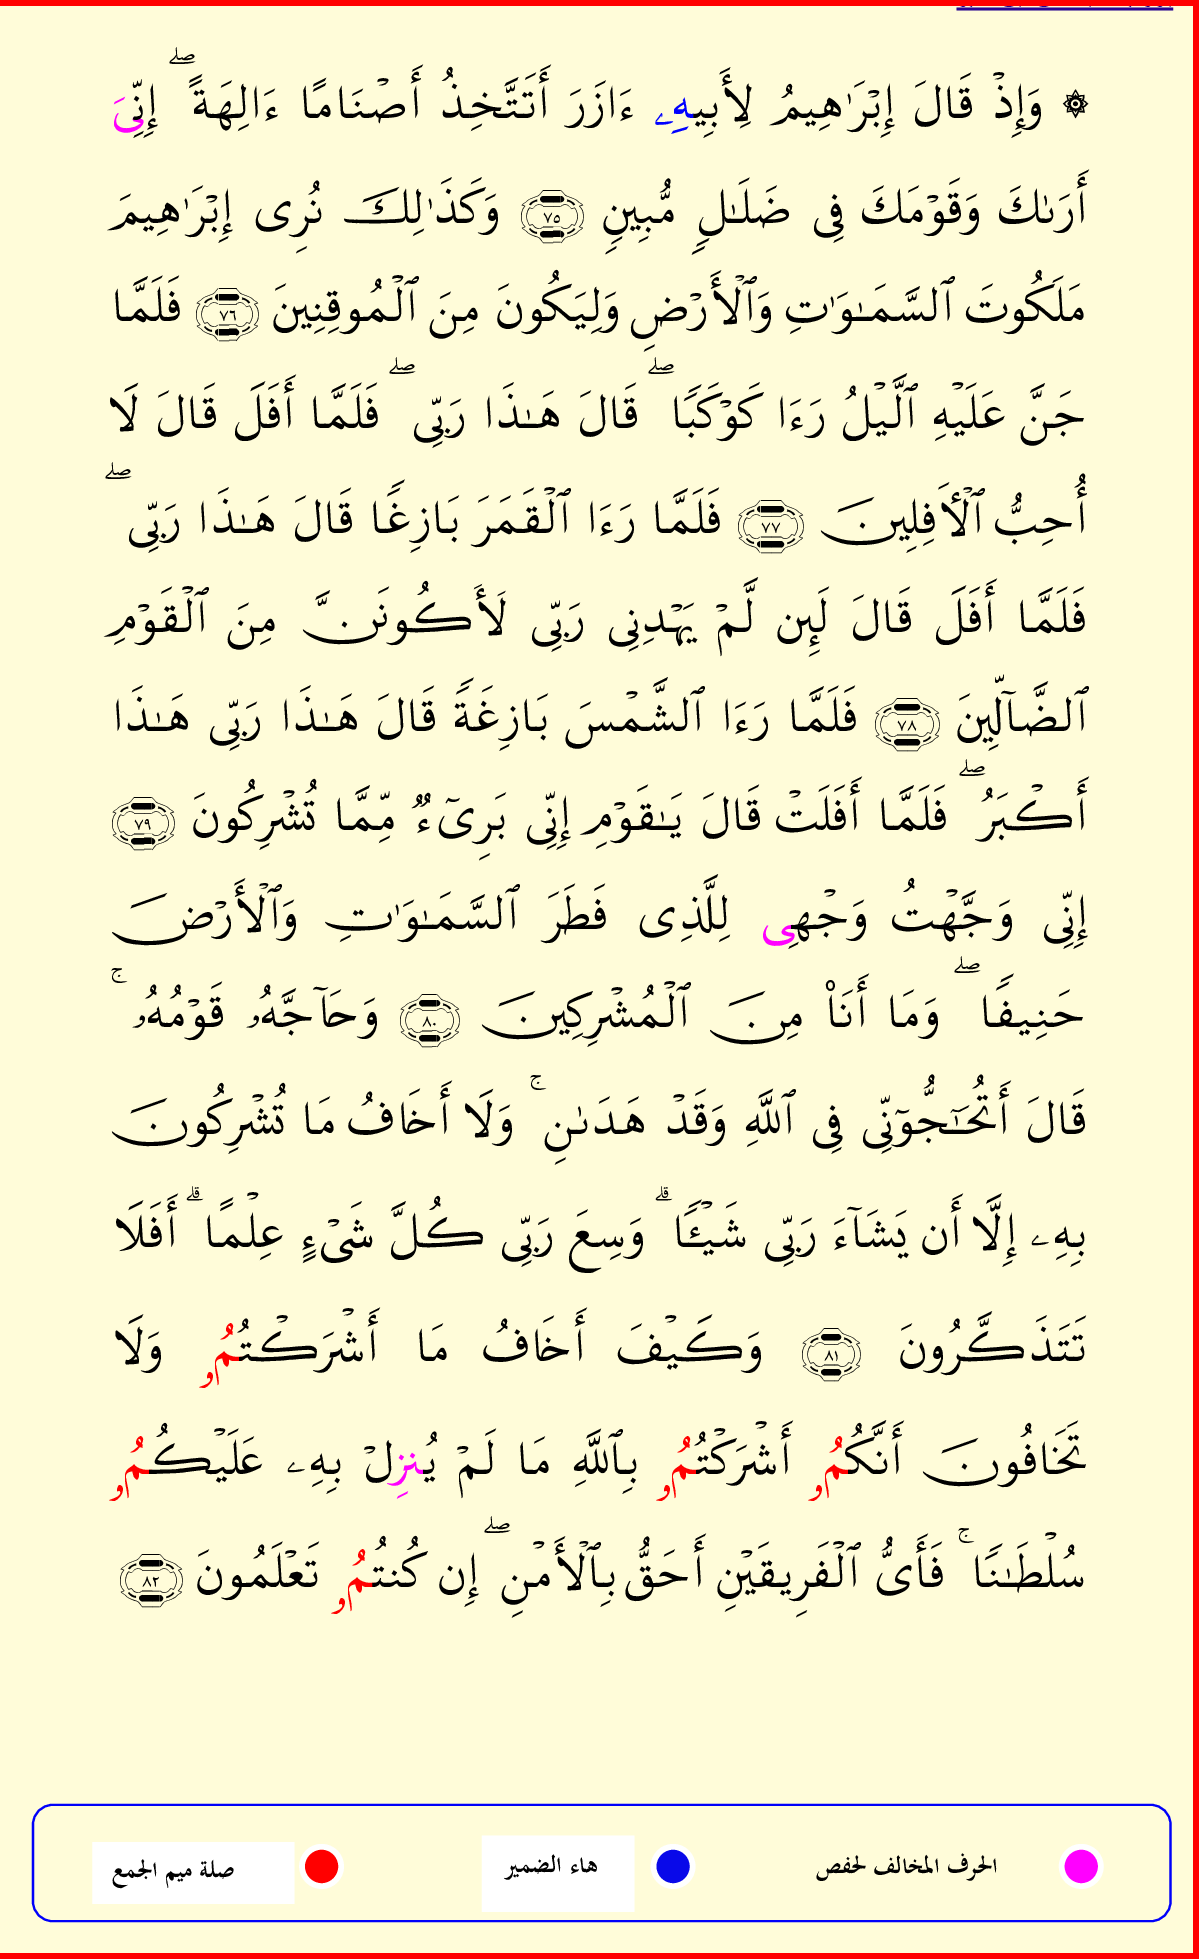 ۞ وَإِذۡ قَالَ إِبۡرَٰهِيمُ لِأَبِيهِۦ ءَازَرَ أَتَتَّخِذُ أَصۡنَامًا ءَالِهَةًۖ إِنِّيَ
أَرَىٰكَ وَقَوۡمَكَ فِي ضَلَٰلٖ مُّبِينٖ ٧٥ وَكَذَٰلِكَ نُرِيٓ إِبۡرَٰهِيمَ
مَلَكُوتَ ٱلسَّمَٰوَٰتِ وَٱلۡأَرۡضِ وَلِيَكُونَ مِنَ ٱلۡمُوقِنِينَ ٧٦ فَلَمَّا
جَنَّ عَلَيۡهِ ٱلَّيۡلُ رَءَا كَوۡكَبٗاۖ قَالَ هَٰذَا رَبِّيۖ فَلَمَّآ أَفَلَ قَالَ لَآ
أُحِبُّ ٱلۡأٓفِلِينَ ٧٧ فَلَمَّا رَءَا ٱلۡقَمَرَ بَازِغٗا قَالَ هَٰذَا رَبِّيۖ
فَلَمَّآ أَفَلَ قَالَ لَئِن لَّمۡ يَهۡدِنِي رَبِّي لَأَكُونَنَّ مِنَ ٱلۡقَوۡمِ
ٱلضَّآلِّينَ ٧٨ فَلَمَّا رَءَا ٱلشَّمۡسَ بَازِغَةٗ قَالَ هَٰذَا رَبِّي هَٰذَآ
أَكۡبَرُۖ فَلَمَّآ أَفَلَتۡ قَالَ يَٰقَوۡمِ إِنِّي بَرِيٓءٞ مِّمَّا تُشۡرِكُونَ ٧٩
إِنِّي وَجَّهۡتُ وَجۡهِي لِلَّذِي فَطَرَ ٱلسَّمَٰوَٰتِ وَٱلۡأَرۡضَ
حَنِيفٗاۖ وَمَآ أَنَا۠ مِنَ ٱلۡمُشۡرِكِينَ ٨٠ وَحَآجَّهُۥ قَوۡمُهُۥۚ
قَالَ أَتُحَٰٓجُّوٓنِّي فِي ٱللَّهِ وَقَدۡ هَدَىٰنِۚ وَلَآ أَخَافُ مَا تُشۡرِكُونَ
بِهِۦٓ إِلَّآ أَن يَشَآءَ رَبِّي شَيۡـٔٗاۗ وَسِعَ رَبِّي كُلَّ شَيۡءٍ عِلۡمًاۗ أَفَلَا
تَتَذَكَّرُونَ ٨١ وَكَيۡفَ أَخَافُ مَآ أَشۡرَكۡتُمُۥ وَلَا
تَخَافُونَ أَنَّكُمُۥٓ أَشۡرَكۡتُمُۥ بِٱللَّهِ مَا لَمۡ يُنزِلۡ بِهِۦ عَلَيۡكُمُۥ
سُلۡطَٰنٗاۚ فَأَيُّ ٱلۡفَرِيقَيۡنِ أَحَقُّ بِٱلۡأَمۡنِۖ إِن كُنتُمُۥ تَعۡلَمُونَ ٨٢
الحرف المخالف لحفص هاء الضمير صلة ميم الجمع